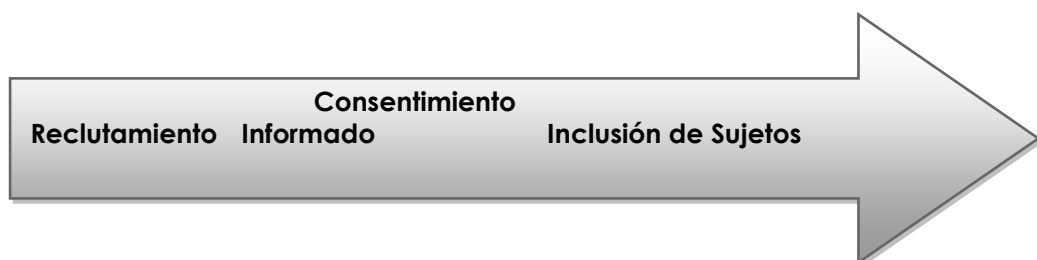 Consentimiento
Reclutamiento Informado Inclusión de Sujetos